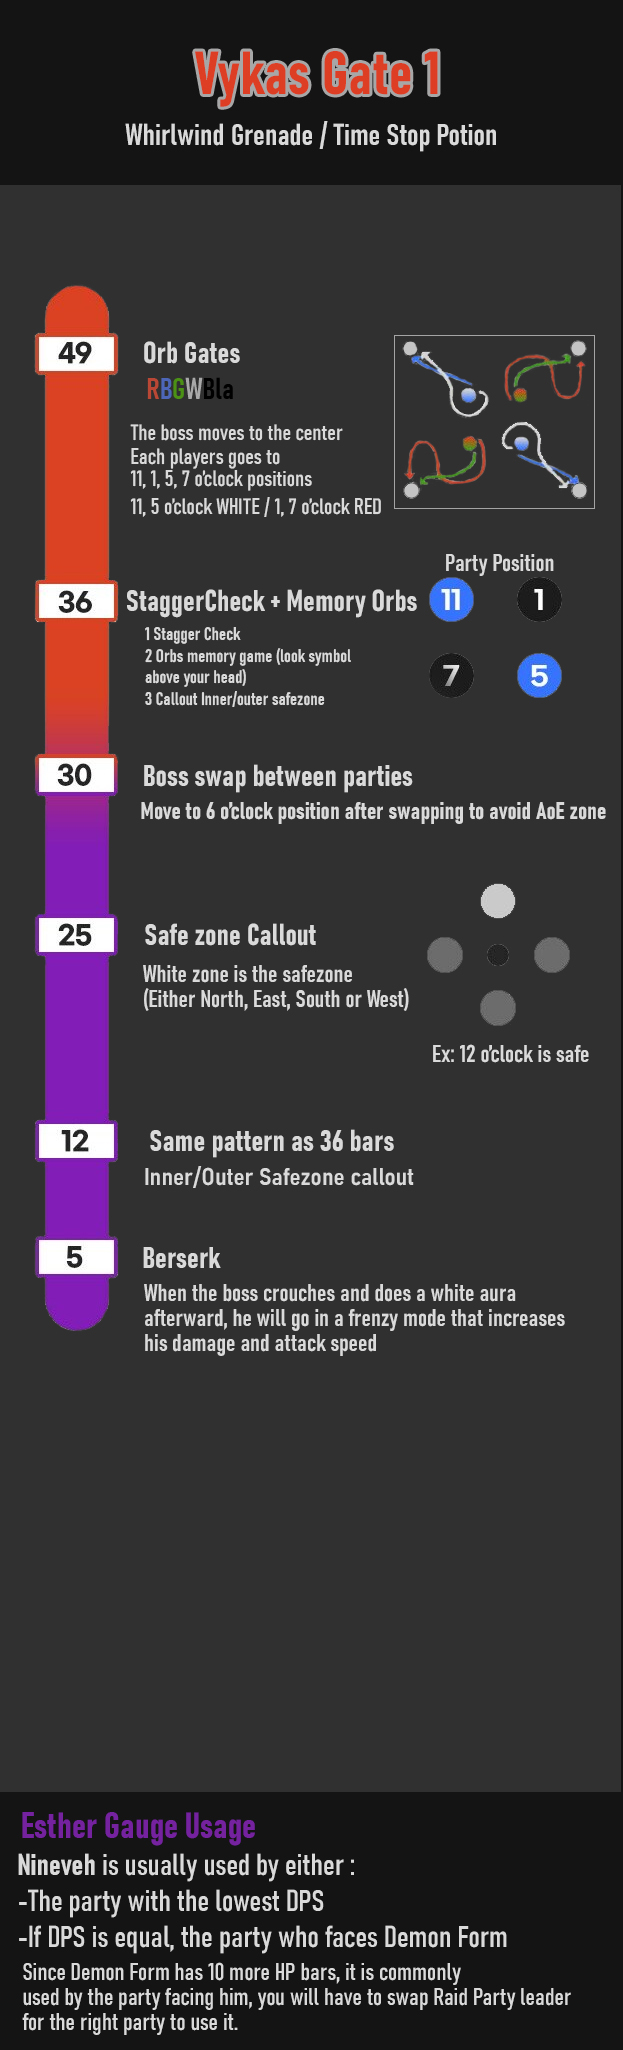 Vykas Gate 1
Whirlwind Grenade / Time Stop Potion
49
Orb Gates
RBGWBla
The boss moves to the center
Each players goes to
11, 1, 5, 7 o'clock positions
11, 5 o'clock WHITE / 1, 7 o'clock RED
36
StaggerCheck + Memory Orbs
1 Stagger Check
2 Orbs memory game (look symbol
above your head)
3 Callout Inner/outer safezone
Party Position
11 1
7 5
30
Boss swap between parties
Move to 6 o'clock position after swapping to avoid AoE zone
25
Safe zone Callout
White zone is the safezone
(Either North, East, South or West)
Ex: 12 o'clock is safe
12
Same pattern as 36 bars
Inner/Outer Safezone callout
5
Berserk
When the boss crouches and does a white aura
afterward, he will go in a frenzy mode that increases
his damage and attack speed
Esther Gauge Usage
Nineveh is usually used by either :
-The party with the lowest DPS
-If DPS is equal, the party who faces Demon Form
Since Demon Form has 10 more HP bars, it is commonly
used by the party facing him, you will have to swap Raid Party leader
for the right party to use it.